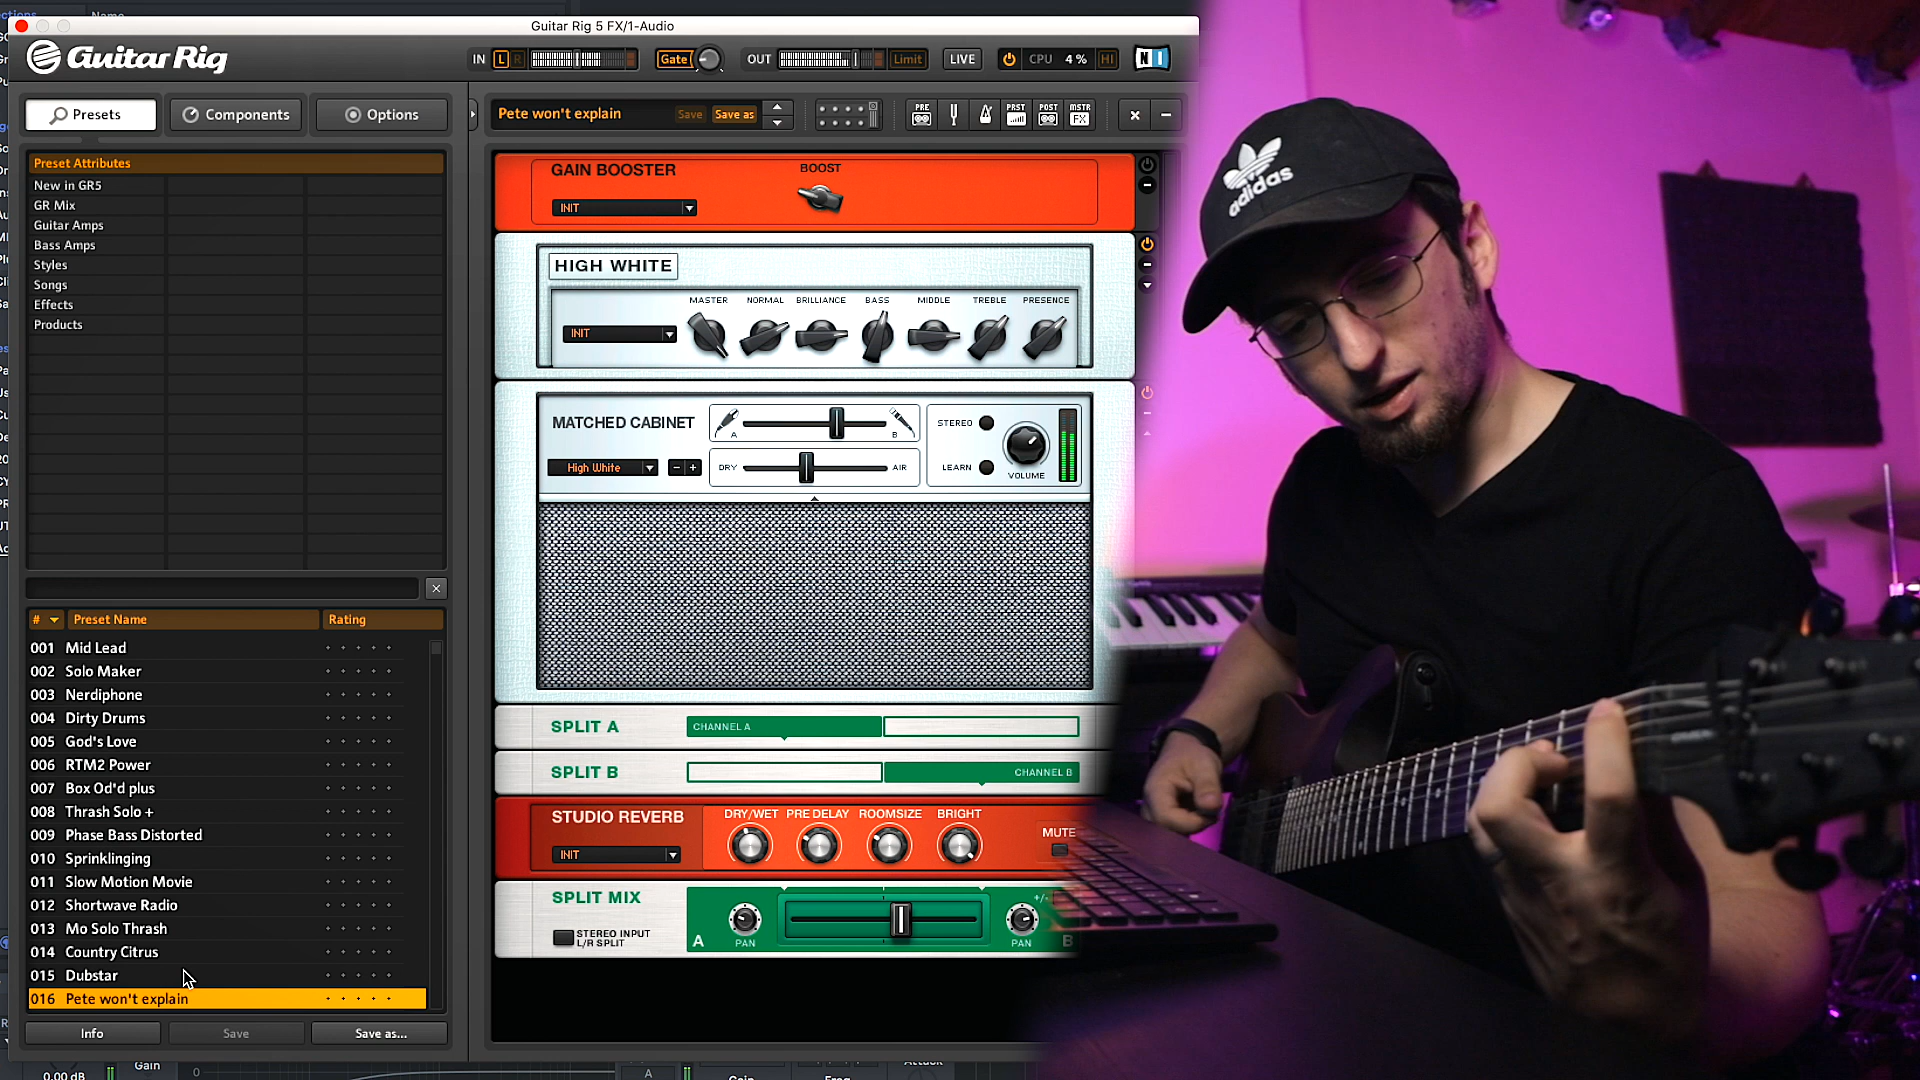 Name
Guitar Rig 5 FX/1-Audio
Guitar Rig
IN L R
Gate
OUT
Limit
LIVE
CPU 4 % HI
N I
Presets
Components
Options
Pete won't explain
Save
Save as
PRE
PRST
POST
MSTR
FX
Preset Attributes
New in GR5
GR Mix
Guitar Amps
Bass Amps
Styles
Songs
Effects
Products
# Preset Name Rating
001 Mid Lead
002 Solo Maker
003 Nerdiphone
004 Dirty Drums
005 God's Love
006 RTM2 Power
007 Box Od'd plus
008 Thrash Solo +
009 Phase Bass Distorted
010 Sprinklinging
011 Slow Motion Movie
012 Shortwave Radio
013 Mo Solo Thrash
014 Country Citrus
015 Dubstar
016 Pete won't explain
Info
Save
Save as...
GAIN BOOSTER
BOOST
INIT
HIGH WHITE
MASTER NORMAL BRILLIANCE BASS MIDDLE TREBLE PRESENCE
INIT
MATCHED CABINET
A B
STEREO
High White
- +
DRY AIR
LEARN
VOLUME
SPLIT A
CHANNEL A
SPLIT B
CHANNEL B
STUDIO REVERB
DRY/WET PRE DELAY ROOMSIZE BRIGHT
MUTE
INIT
SPLIT MIX
+/-
STEREO INPUT
L/R SPLIT
A PAN
PAN B
0.00 dB
Gain
0
A
adidas